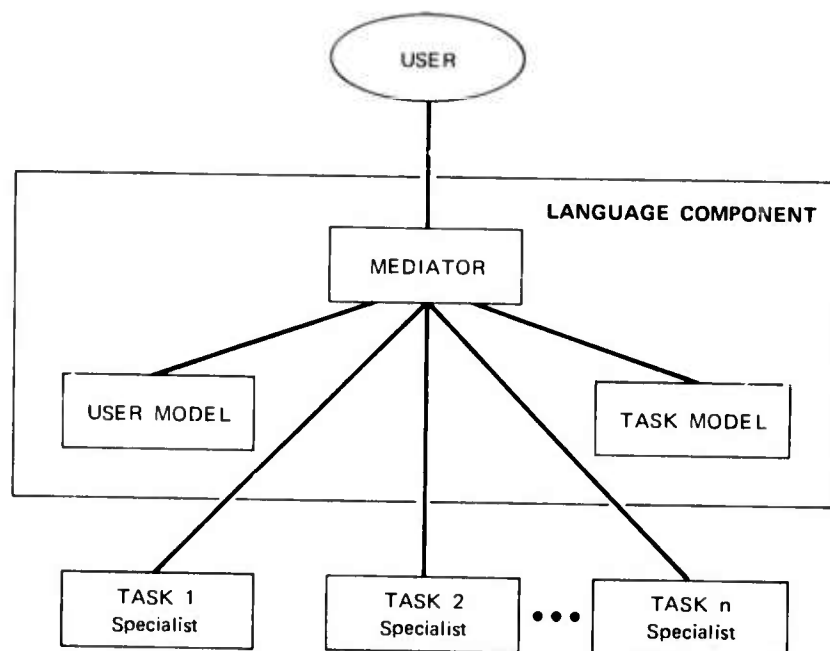 USER
LANGUAGE COMPONENT
MEDIATOR
USER MODEL
TASK MODEL
TASK 1
Specialist
TASK 2
Specialist
•••
TASK n
Specialist